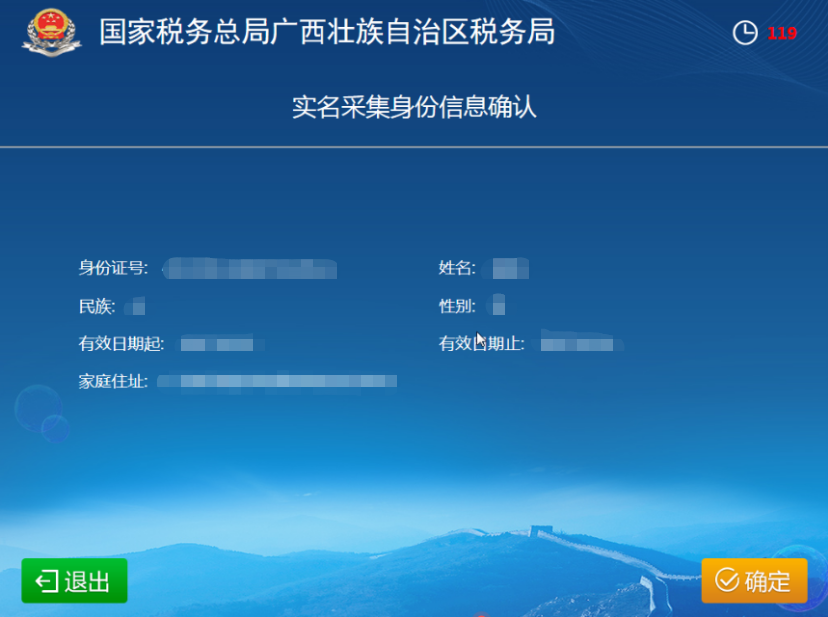 国家税务总局广西壮族自治区税务局 119
实名采集身份信息确认
身份证号: 姓名:
民族: 性别:
有效日期起: 有效日期止:
家庭住址:
退出 确定